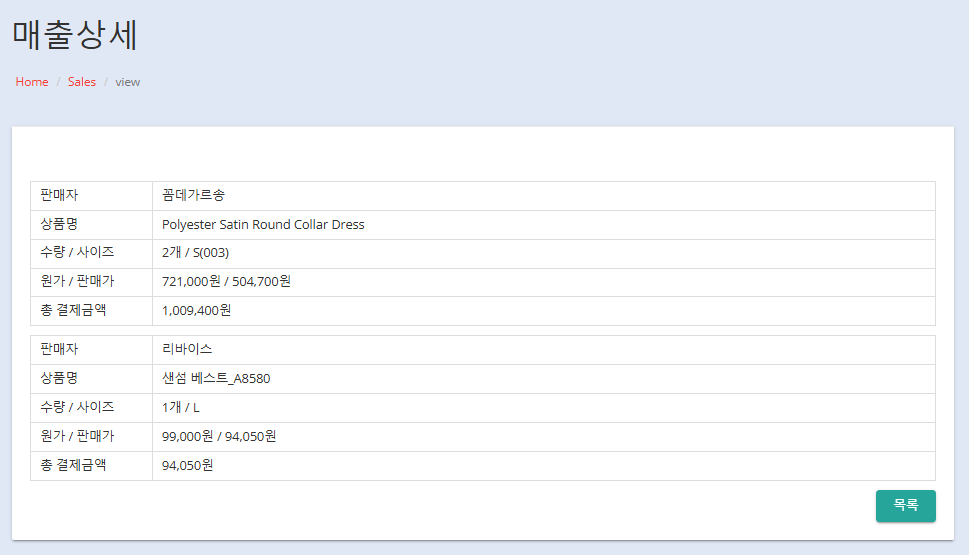 매출상세
Home / Sales / view
판매자 꼼데가르송
상품명 Polyester Satin Round Collar Dress
수량 / 사이즈 2개 / S(003)
원가 / 판매가 721,000원 / 504,700원
총 결제금액 1,009,400원
판매자 리바이스
상품명 샌섬 베스트_A8580
수량 / 사이즈 1개 / L
원가 / 판매가 99,000원 / 94,050원
총 결제금액 94,050원
목록